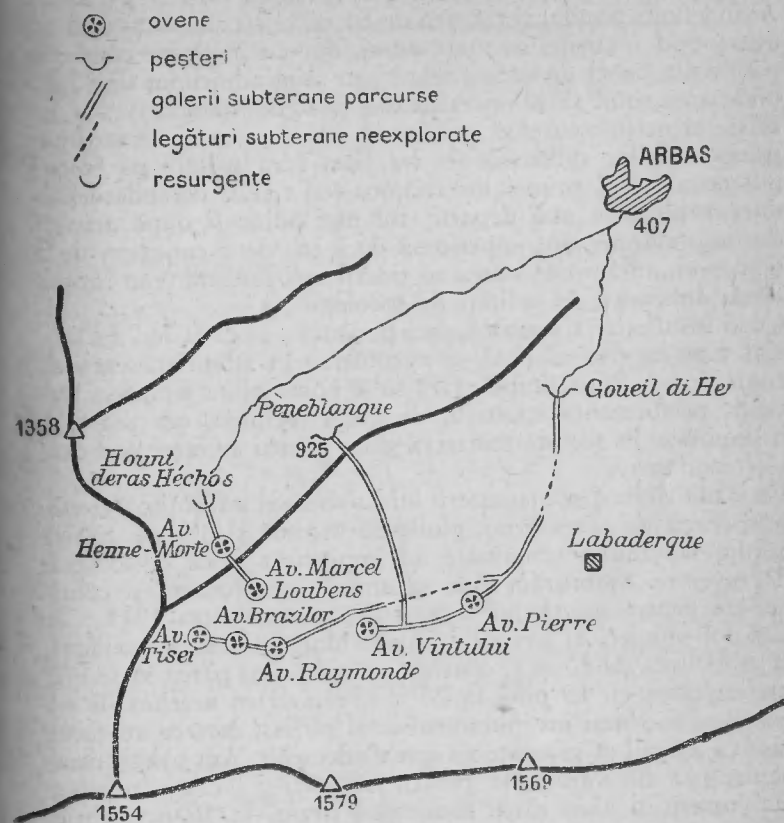 ovene
peșteri
galerii subterane parcurse
legături subterane neexplorate
resurgențe
ARBAS
407
Goueil di Her
Peneblanque
925
1358
Hount
deras Héchos
Av.
Henne-Morte
Av. Marcel
Loubens
Labaderque
Av. Brazilor
Av. Pierre
Av.
Tisei
Av. Vîntului
Av. Raymonde
1569
1554
1579